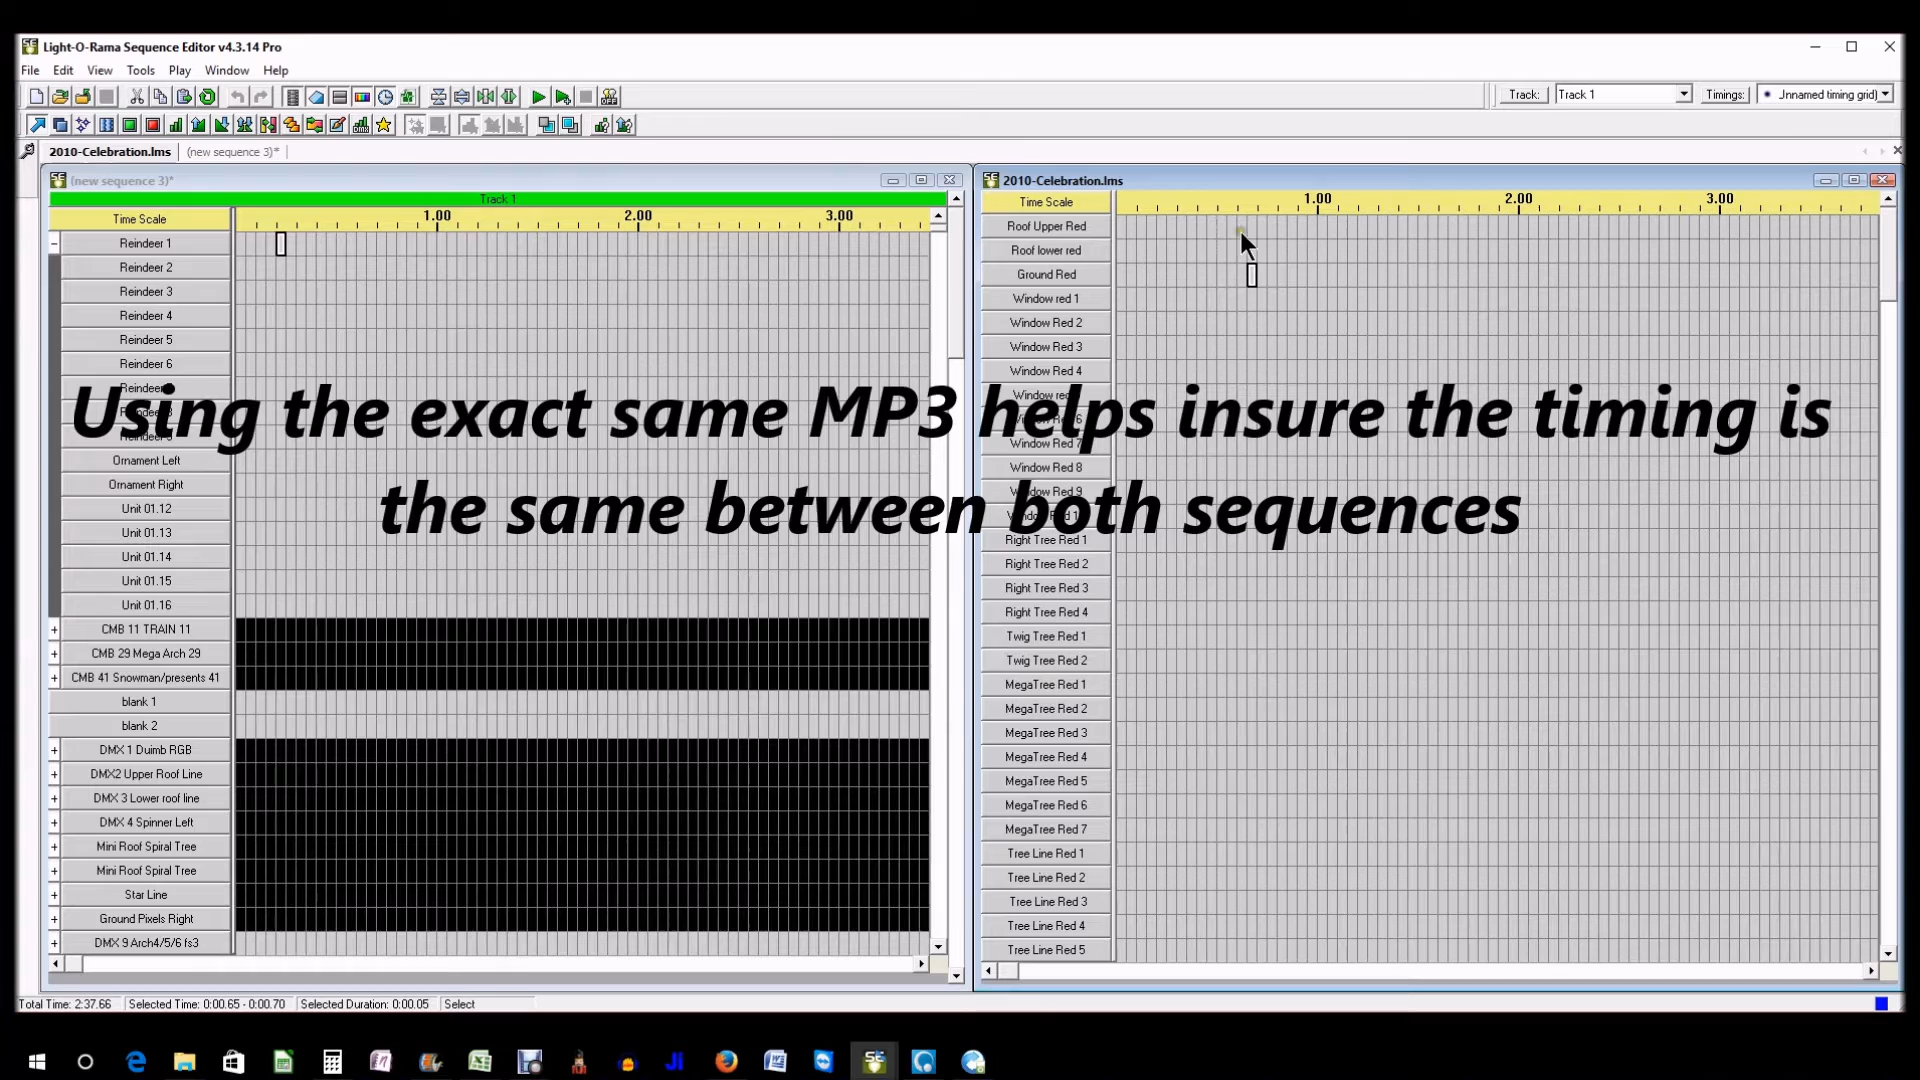 Light-O-Rama Sequence Editor v4.3.14 Pro
File Edit View Tools Play Window Help
Track: Track 1 Timings: Jnnamed timing grid)
2010-Celebration.lms (new sequence 3)*
(new sequence 3)*
Track 1
Time Scale 1.00 2.00 3.00
Reindeer 1
Reindeer 2
Reindeer 3
Reindeer 4
Reindeer 5
Reindeer 6
Ornament Left
Ornament Right
Unit 01.12
Unit 01.13
Unit 01.14
Unit 01.15
Unit 01.16
CMB 11 TRAIN 11
CMB 29 Mega Arch 29
CMB 41 Snowman/presents 41
blank 1
blank 2
DMX 1 Duimb RGB
DMX2 Upper Roof Line
DMX 3 Lower roof line
DMX 4 Spinner Left
Mini Roof Spiral Tree
Mini Roof Spiral Tree
Star Line
Ground Pixels Right
DMX 9 Arch4/5/6 fs3
2010-Celebration.lms
Time Scale 1.00 2.00 3.00
Roof Upper Red
Roof lower red
Ground Red
Window red 1
Window Red 2
Window Red 3
Window Red 4
Window Red 8
Right Tree Red 1
Right Tree Red 2
Right Tree Red 3
Right Tree Red 4
Twig Tree Red 1
Twig Tree Red 2
MegaTree Red 1
MegaTree Red 2
MegaTree Red 3
MegaTree Red 4
MegaTree Red 5
MegaTree Red 6
MegaTree Red 7
Tree Line Red 1
Tree Line Red 2
Tree Line Red 3
Tree Line Red 4
Tree Line Red 5
Using the exact same MP3 helps insure the timing is
the same between both sequences
Total Time: 2:37.66 Selected Time: 0:00.65 - 0:00.70 Selected Duration: 0:00.05 Select